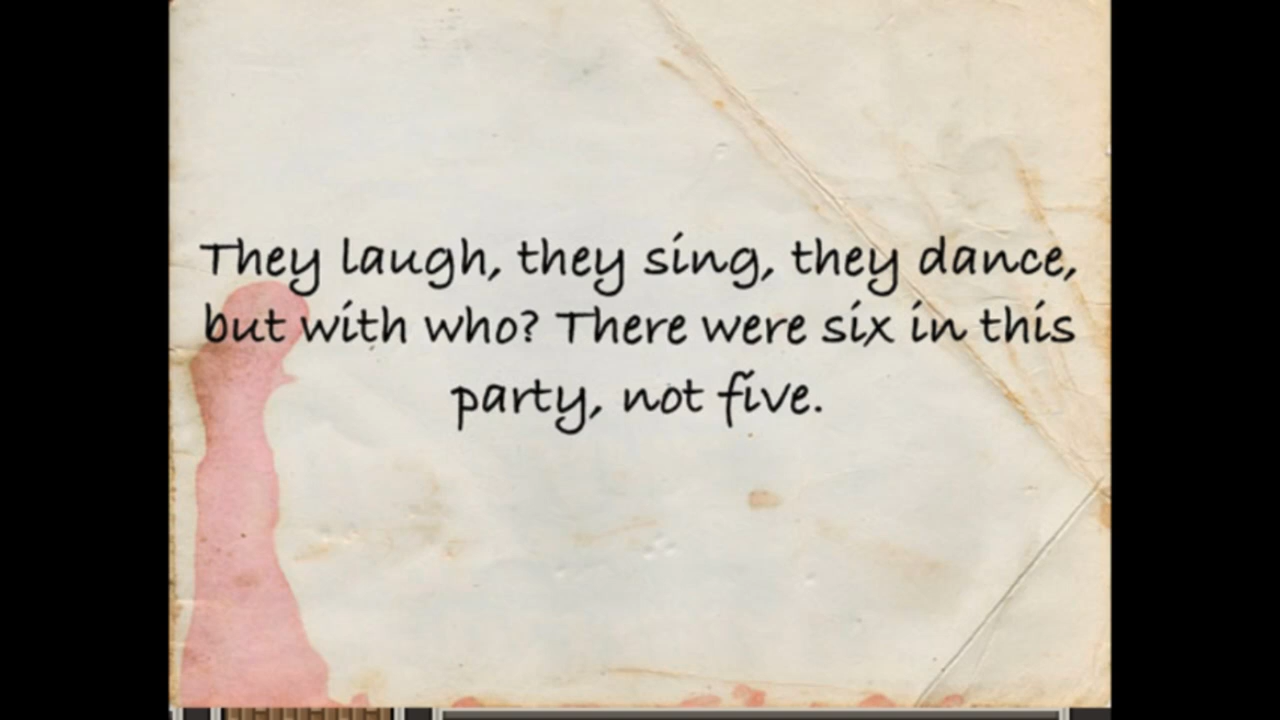 They laugh, they sing, they dance,
but with who? There were six in this
party, not five.